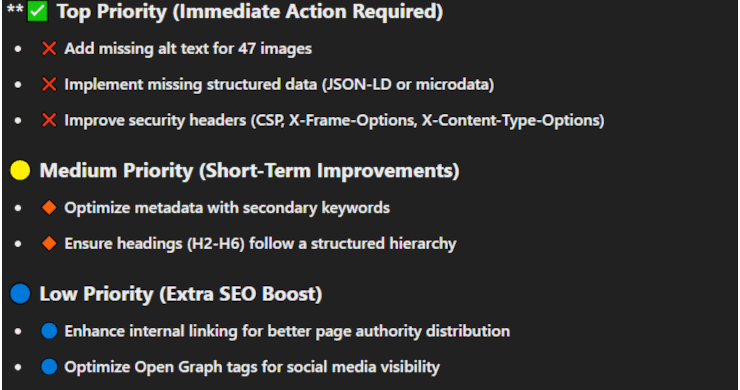 **✅ Top Priority (Immediate Action Required)
• ❌ Add missing alt text for 47 images
• ❌ Implement missing structured data (JSON-LD or microdata)
• ❌ Improve security headers (CSP, X-Frame-Options, X-Content-Type-Options)
🟡 Medium Priority (Short-Term Improvements)
• 🔶 Optimize metadata with secondary keywords
• 🔶 Ensure headings (H2-H6) follow a structured hierarchy
🔵 Low Priority (Extra SEO Boost)
• 🔵 Enhance internal linking for better page authority distribution
• 🔵 Optimize Open Graph tags for social media visibility